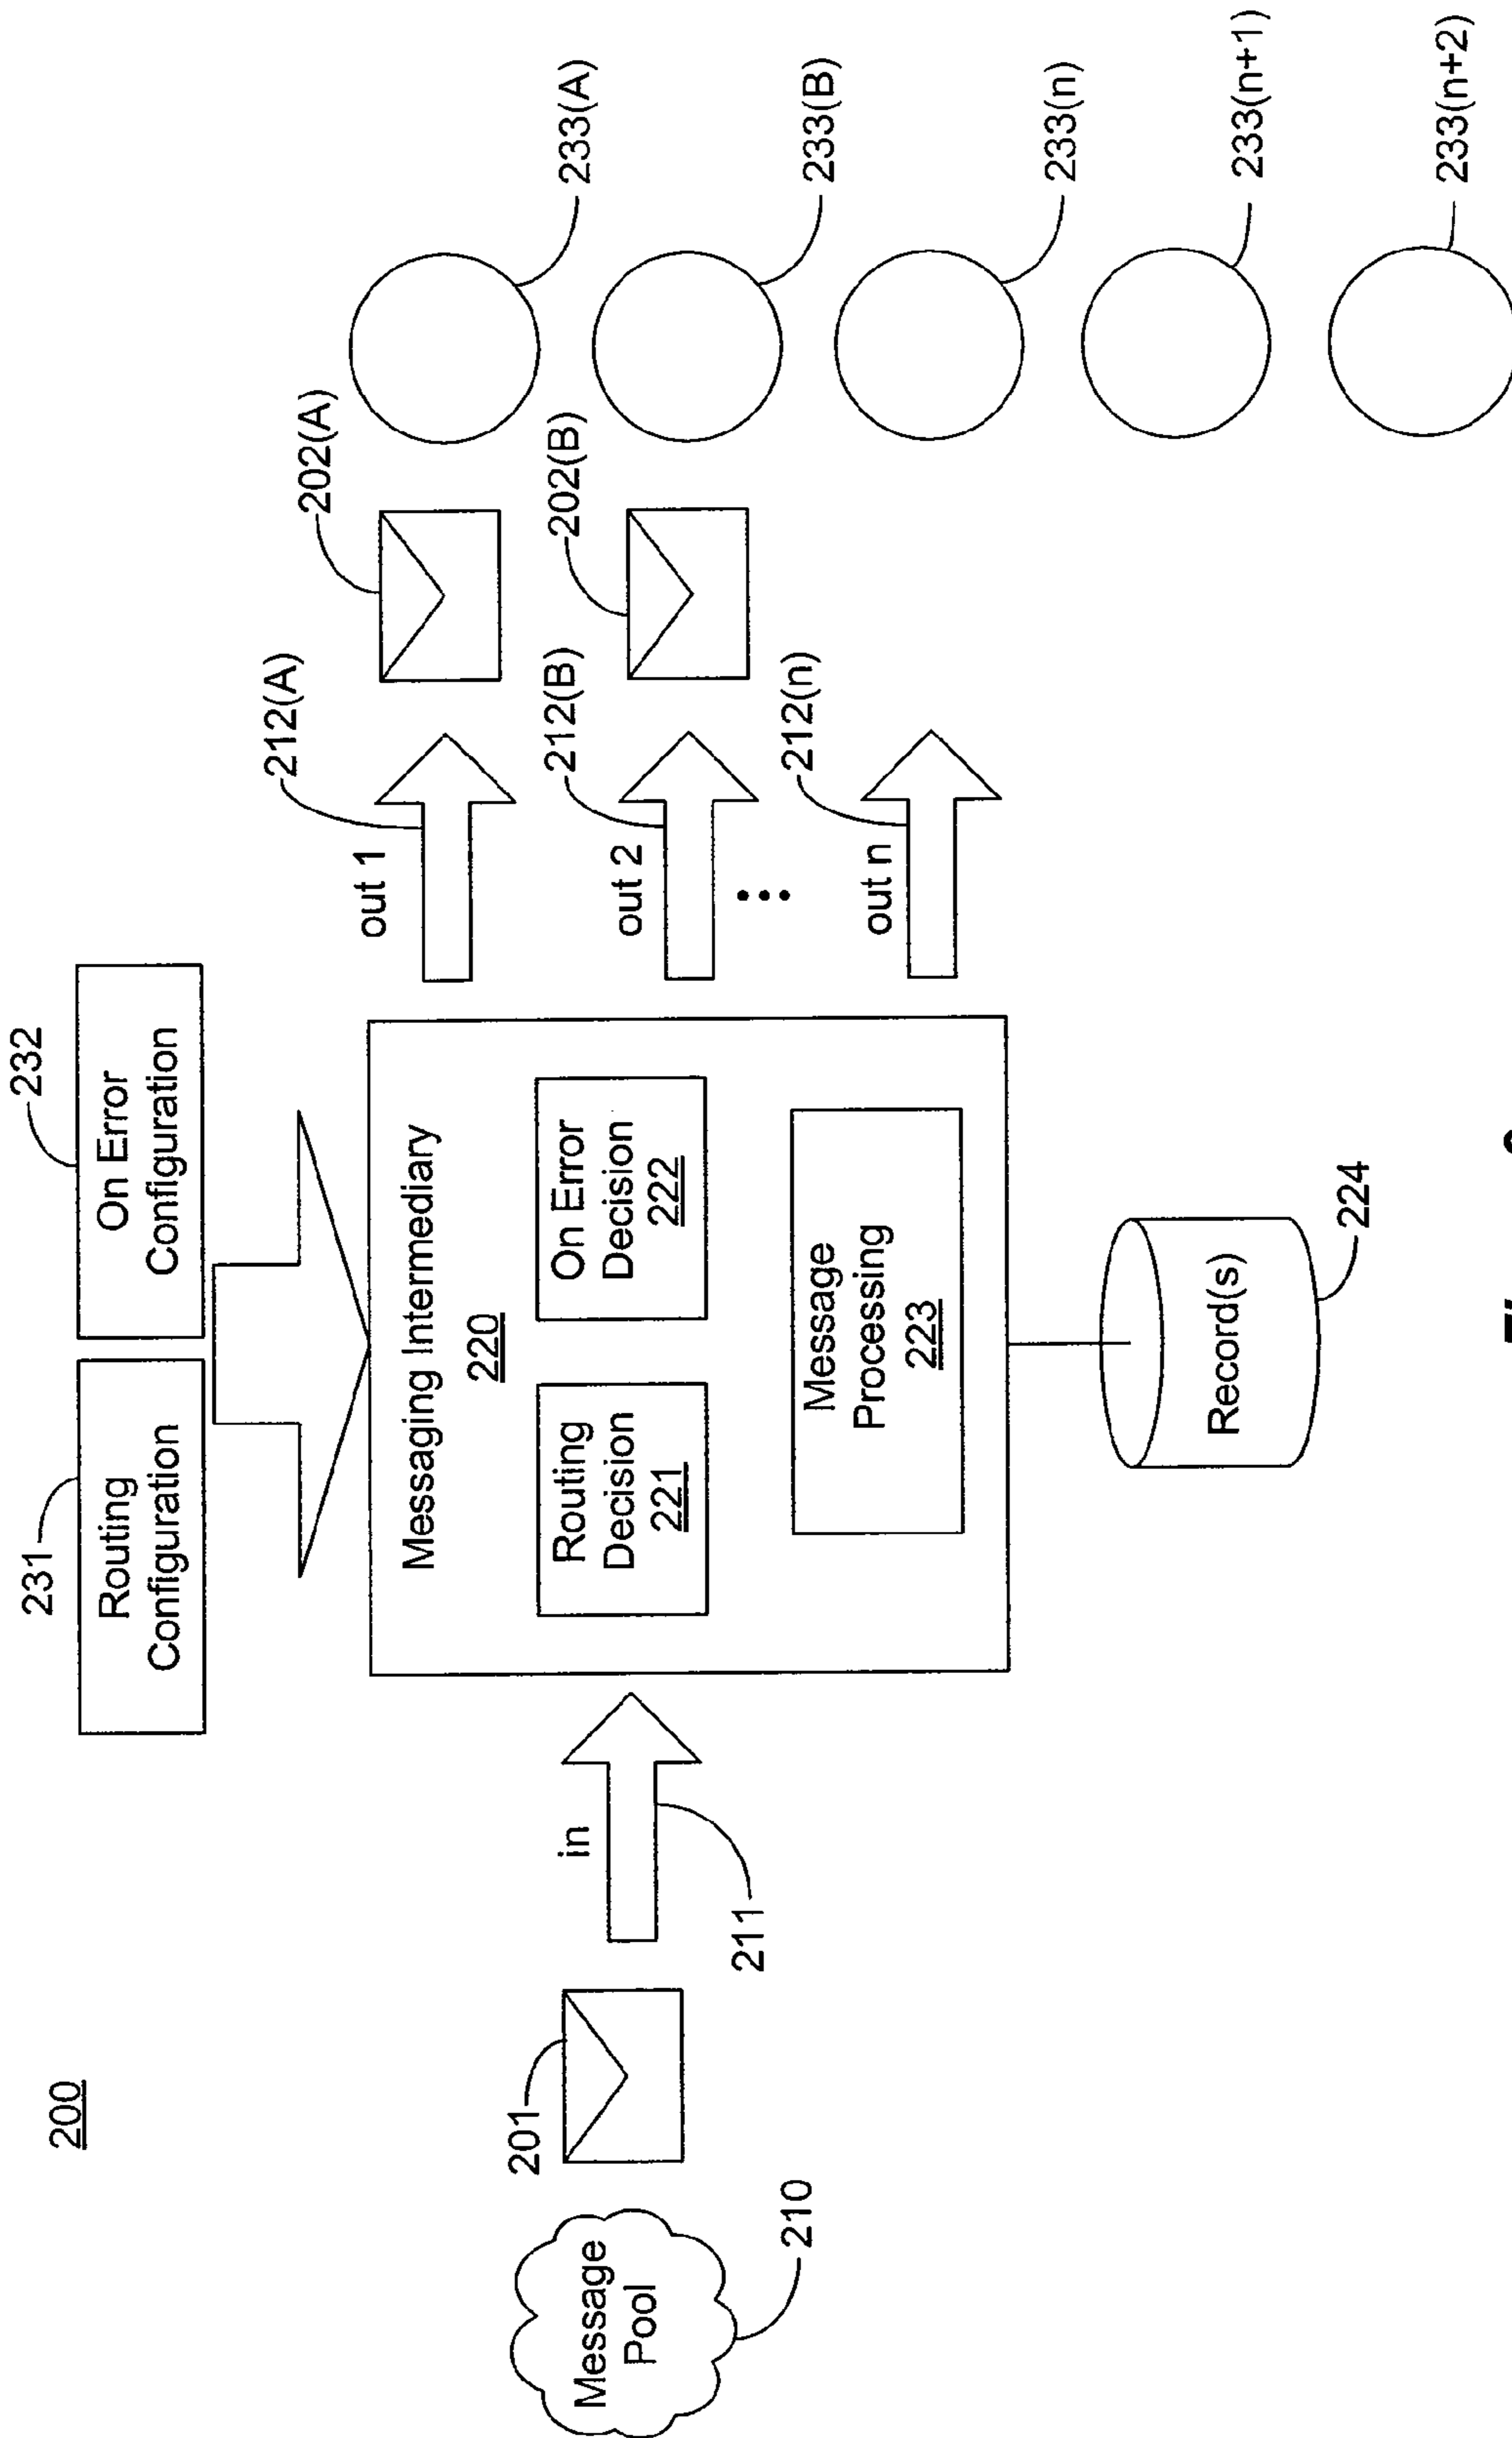 200
231
Routing
Configuration
232
On Error
Configuration
Message
Pool
210
201
in
211
Messaging Intermediary
220
Routing
Decision
221
On Error
Decision
222
Message
Processing
223
Record(s)
224
out 1
212(A)
202(A)
233(A)
out 2
212(B)
202(B)
233(B)
out n
212(n)
233(n)
233(n+1)
233(n+2)